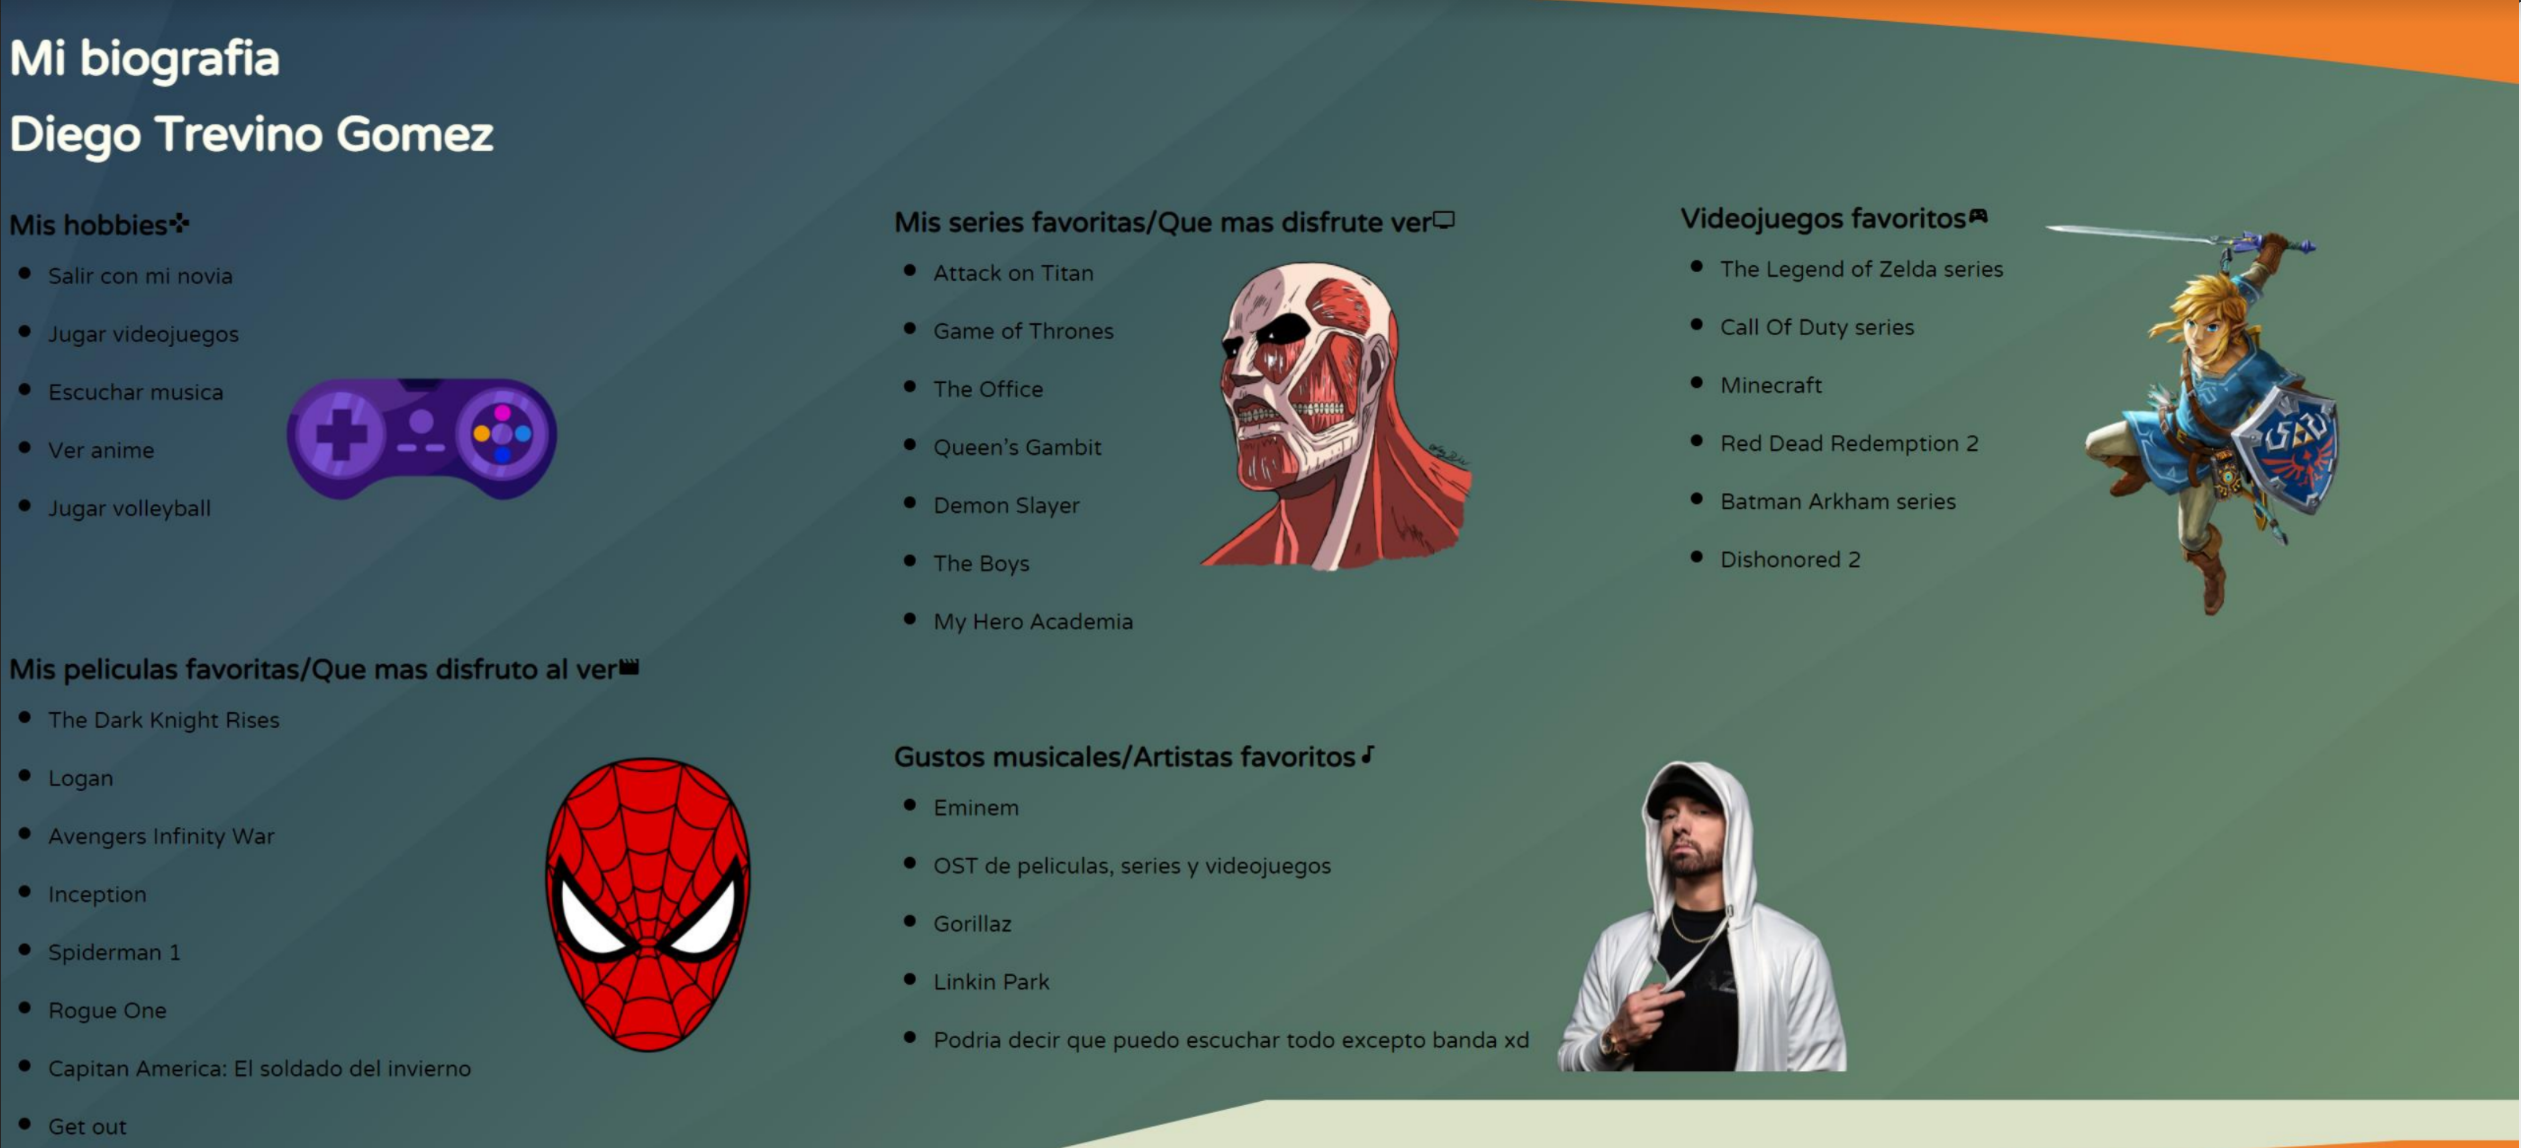 Mi biografia
Diego Trevino Gomez
Mis hobbies
Salir con mi novia
Jugar videojuegos
Escuchar musica
Ver anime
Jugar volleyball
Mis peliculas favoritas/Que mas disfruto al ver
The Dark Knight Rises
Logan
Avengers Infinity War
Inception
Spiderman 1
Rogue One
Capitan America: El soldado del invierno
Get out
Mis series favoritas/Que mas disfrute ver
Attack on Titan
Game of Thrones
The Office
Queen's Gambit
Demon Slayer
The Boys
My Hero Academia
Gustos musicales/Artistas favoritos
Eminem
OST de peliculas, series y videojuegos
Gorillaz
Linkin Park
Podria decir que puedo escuchar todo excepto banda xd
Videojuegos favoritos
The Legend of Zelda series
Call Of Duty series
Minecraft
Red Dead Redemption 2
Batman Arkham series
Dishonored 2